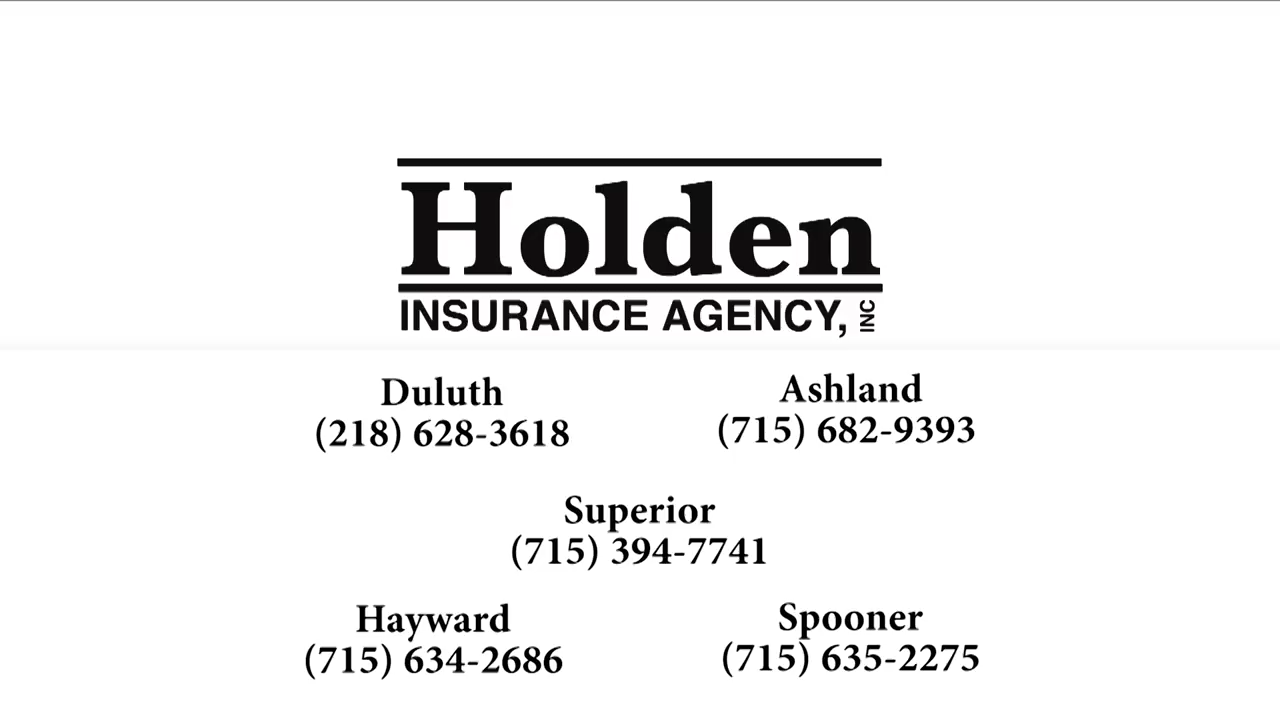 Holden
INSURANCE AGENCY, INC
Duluth
(218) 628-3618
Ashland
(715) 682-9393
Superior
(715) 394-7741
Hayward
(715) 634-2686
Spooner
(715) 635-2275